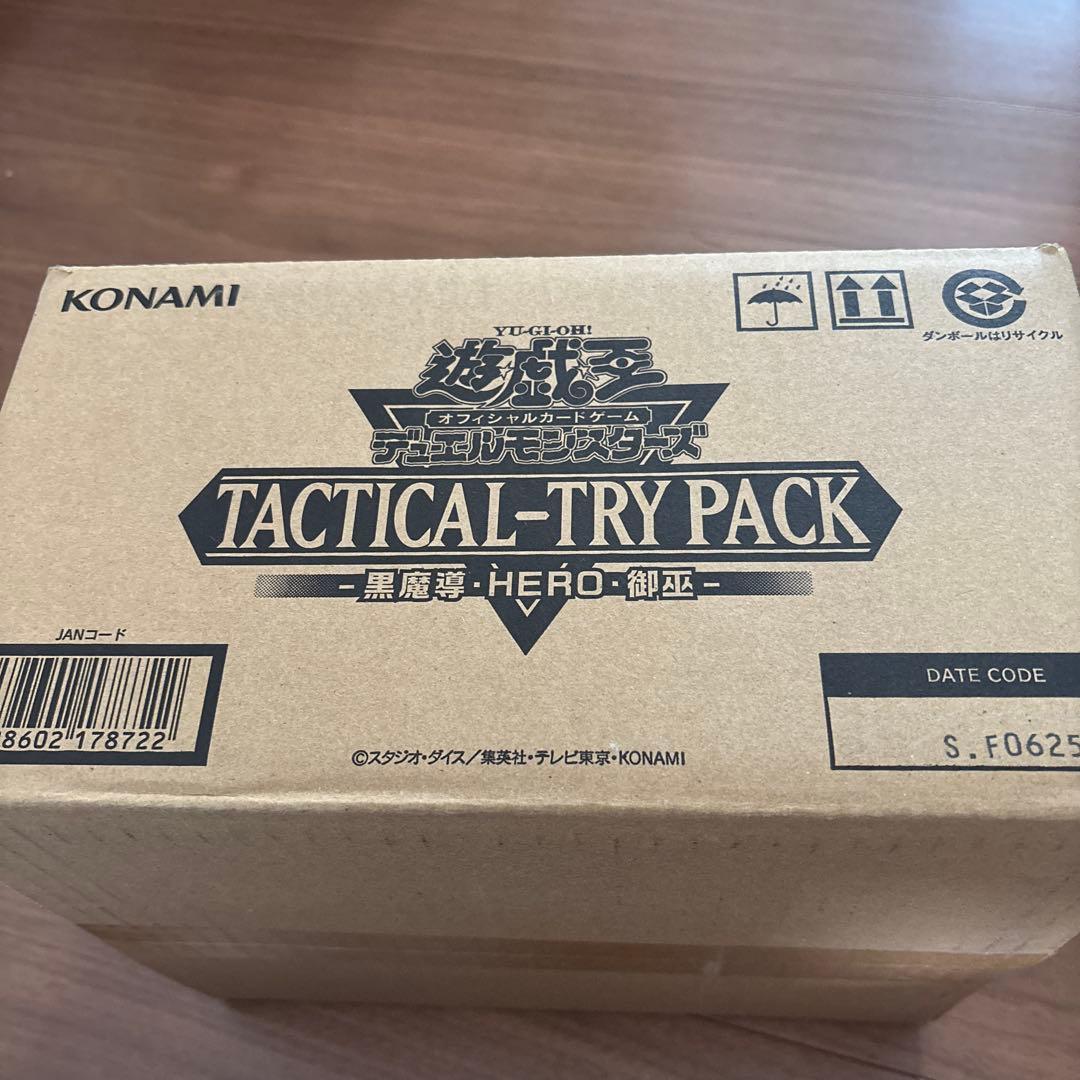 KONAMI
ダンボールはリサイクル
YU-GI-OH!
遊☆戯☆王
オフィシャルカードゲーム
デュエルモンスターズ
TACTICAL-TRY PACK
-黒魔導・HERO・御巫-
JANコード
8602 178722
DATE CODE
S.F0625
©スタジオ・ダイス/集英社・テレビ東京・KONAMI